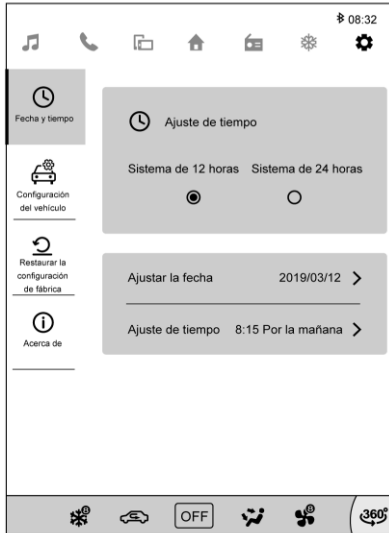 08:32
Fecha y tiempo
Ajuste de tiempo
Sistema de 12 horas Sistema de 24 horas
Configuración
del vehículo
Restaurar la
configuración
de fábrica
Ajustar la fecha 2019/03/12
Ajuste de tiempo 8:15 Por la mañana
Acerca de
OFF
360°